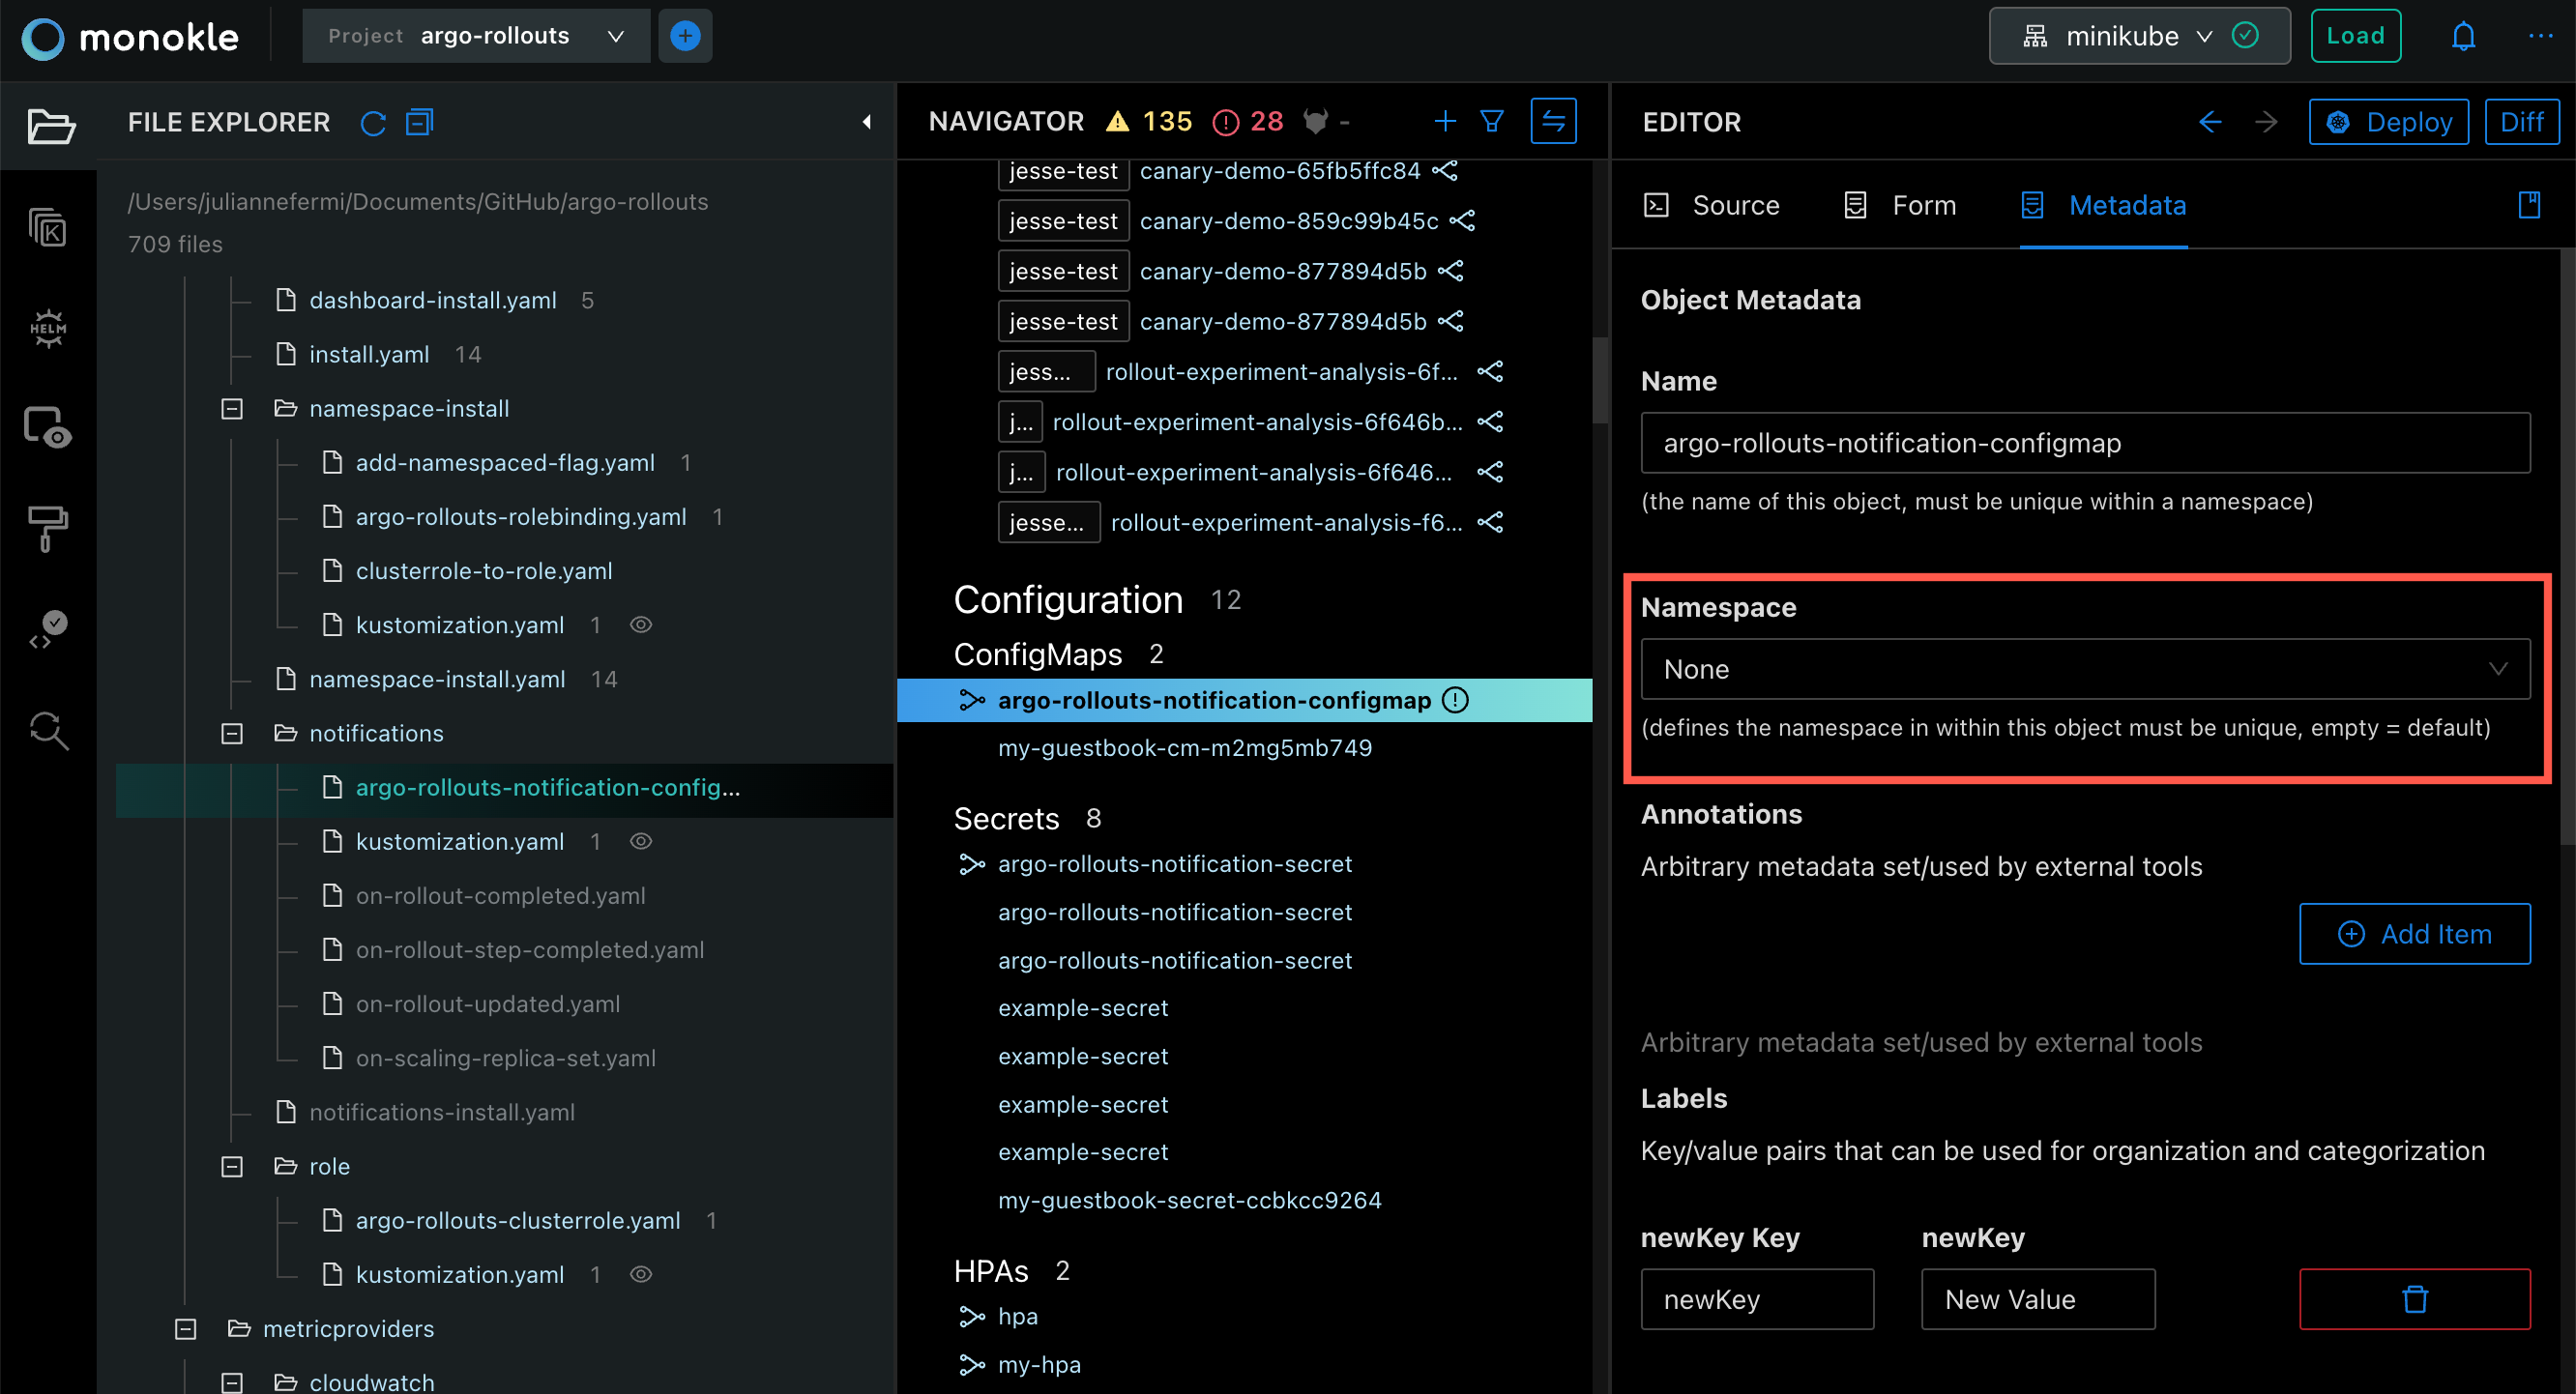 monokle
Project argo-rollouts
minikube
Load
FILE EXPLORER
/Users/juliannefermi/Documents/GitHub/argo-rollouts
709 files
dashboard-install.yaml 5
install.yaml 14
namespace-install
add-namespaced-flag.yaml 1
argo-rollouts-rolebinding.yaml 1
clusterrole-to-role.yaml
kustomization.yaml 1
namespace-install.yaml 14
notifications
argo-rollouts-notification-config...
kustomization.yaml 1
on-rollout-completed.yaml
on-rollout-step-completed.yaml
on-rollout-updated.yaml
on-scaling-replica-set.yaml
notifications-install.yaml
role
argo-rollouts-clusterrole.yaml 1
kustomization.yaml 1
metricproviders
cloudwatch
HELM
NAVIGATOR 135 28 -
jesse-test canary-demo-65fb5ffc84
jesse-test canary-demo-859c99b45c
jesse-test canary-demo-877894d5b
jesse-test canary-demo-877894d5b
jess... rollout-experiment-analysis-6f...
j... rollout-experiment-analysis-6f646b...
j... rollout-experiment-analysis-6f646...
jesse... rollout-experiment-analysis-f6...
Configuration 12
ConfigMaps 2
argo-rollouts-notification-configmap
my-guestbook-cm-m2mg5mb749
Secrets 8
argo-rollouts-notification-secret
argo-rollouts-notification-secret
argo-rollouts-notification-secret
example-secret
example-secret
example-secret
example-secret
my-guestbook-secret-ccbkcc9264
HPAs 2
hpa
my-hpa
EDITOR
Deploy
Diff
Source
Form
Metadata
Object Metadata
Name
argo-rollouts-notification-configmap
(the name of this object, must be unique within a namespace)
Namespace
None
(defines the namespace in within this object must be unique, empty = default)
Annotations
Arbitrary metadata set/used by external tools
Add Item
Arbitrary metadata set/used by external tools
Labels
Key/value pairs that can be used for organization and categorization
newKey Key newKey
newKey New Value